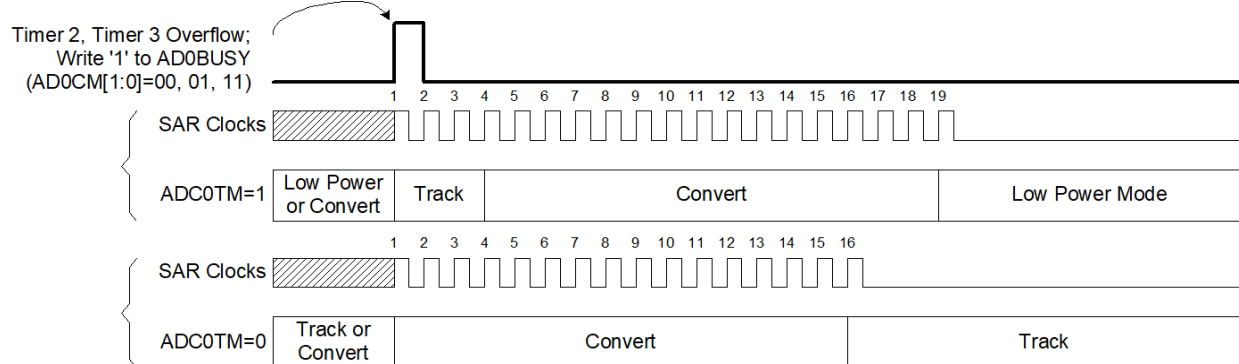 Timer 2, Timer 3 Overflow;
Write '1' to AD0BUSY
(AD0CM[1:0]=00, 01, 11)
1 2 3 4 5 6 7 8 9 10 11 12 13 14 15 16 17 18 19
SAR Clocks
ADC0TM=1
Low Power
or Convert
Track
Convert
Low Power Mode
1 2 3 4 5 6 7 8 9 10 11 12 13 14 15 16
SAR Clocks
ADC0TM=0
Track or
Convert
Convert
Track